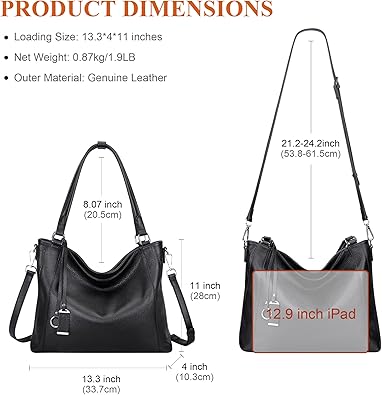 PRODUCT DIMENSIONS
• Loading Size: 13.3*4*11 inches
• Net Weight: 0.87kg/1.9LB
• Outer Material: Genuine Leather
21.2-24.2inch
(53.8-61.5cm)
8.07 inch
(20.5cm)
11 inch
(28cm)
12.9 inch iPad
4 inch
(10.3cm)
13.3 inch
(33.7cm)